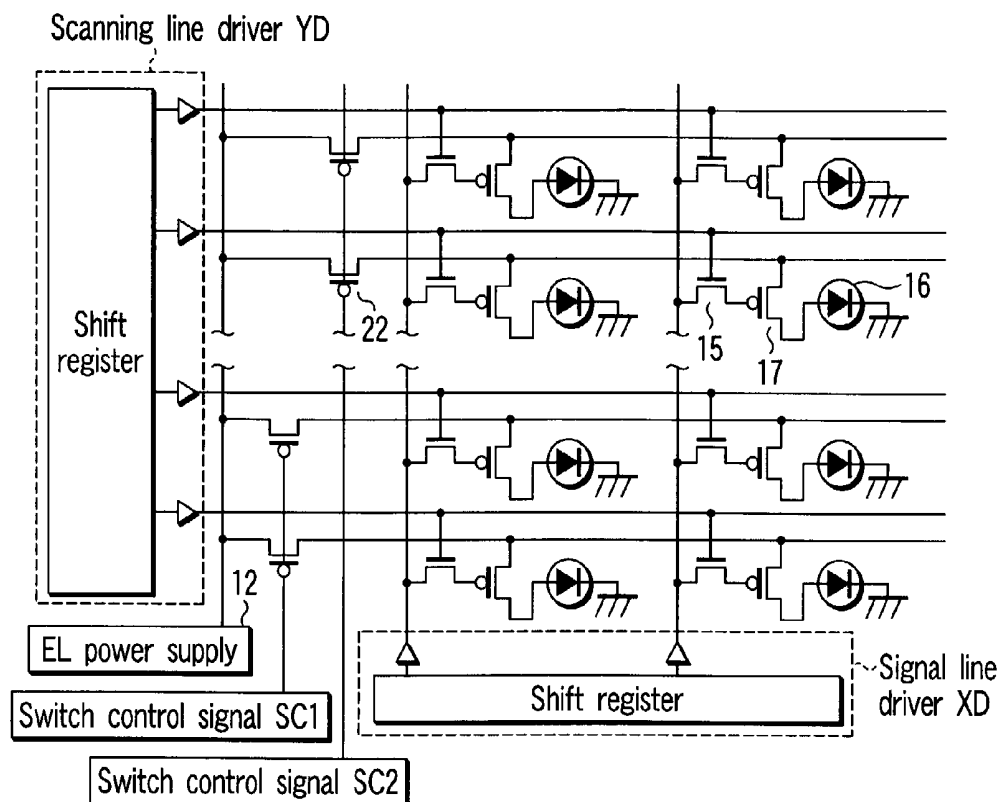 Scanning line driver YD
Shift
register
22
15
16
17
12
EL power supply
Switch control signal SC1
Switch control signal SC2
Shift register
Signal line
driver XD